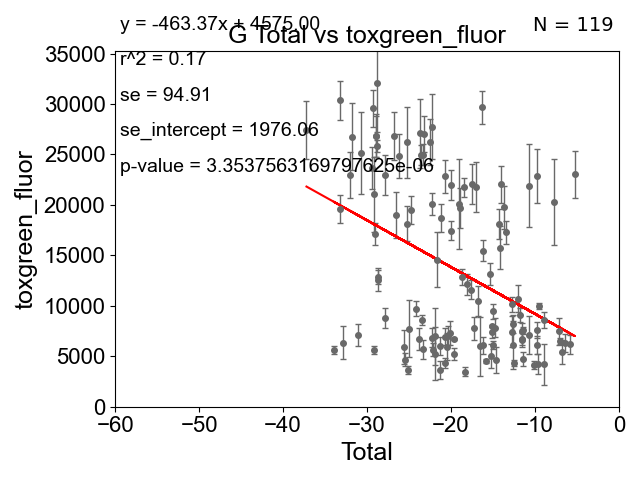 y = -463.37x + 4575.00
G Total vs toxgreen_fluor
N = 119
r^2 = 0.17
se = 94.91
se_intercept = 1976.06
p-value = 3.3537563169797625e-06
toxgreen_fluor
35000
30000
25000
20000
15000
10000
5000
0
−60
−50
−40
−30
−20
−10
0
Total